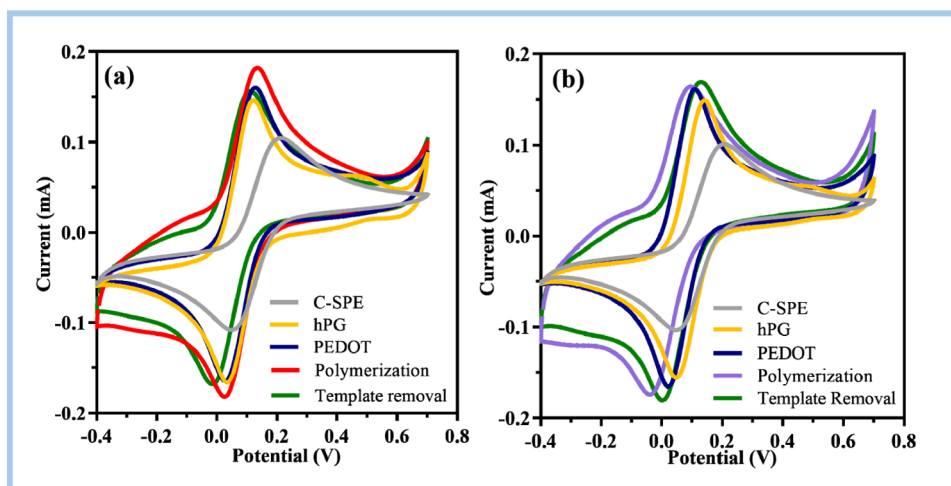 (a)
0.2
0.1
0.0
-0.1
-0.2
Current (mA)
C-SPE
hPG
PEDOT
Polymerization
Template removal
-0.4 -0.2 0.0 0.2 0.4 0.6 0.8
Potential (V)
(b)
0.2
0.1
0.0
-0.1
-0.2
Current (mA)
C-SPE
hPG
PEDOT
Polymerization
Template Removal
-0.4 -0.2 0.0 0.2 0.4 0.6 0.8
Potential (V)